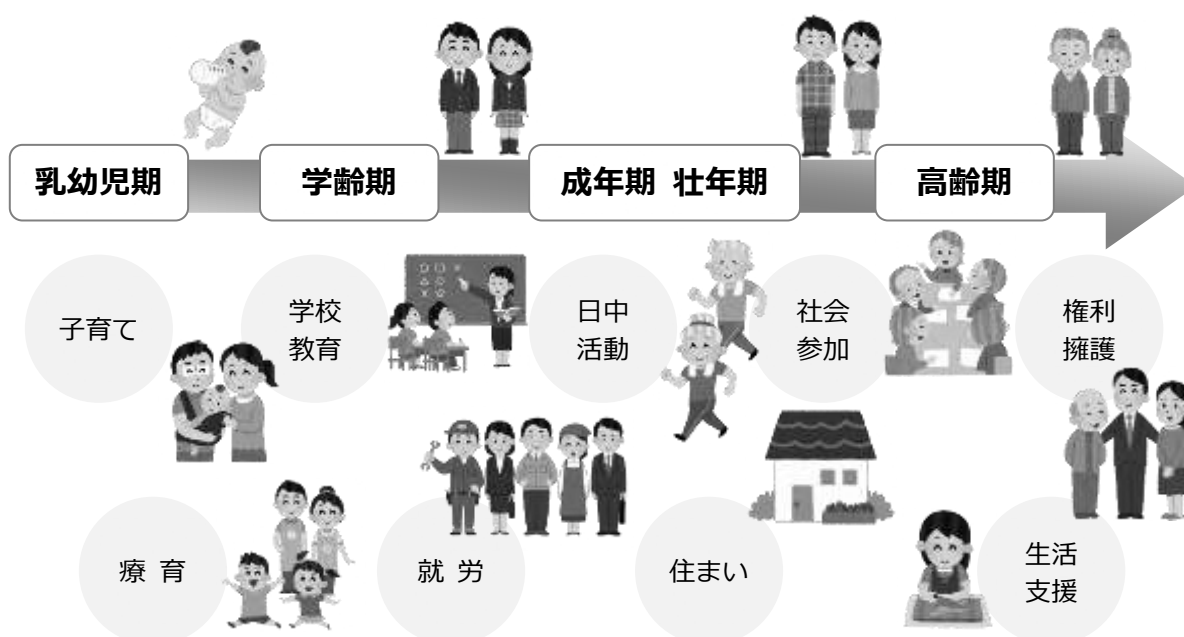 乳幼児期
学齢期
成年期 壮年期
高齢期
子育て
学校
教育
日中
活動
社会
参加
権利
擁護
療 育
就 労
住まい
生活
支援